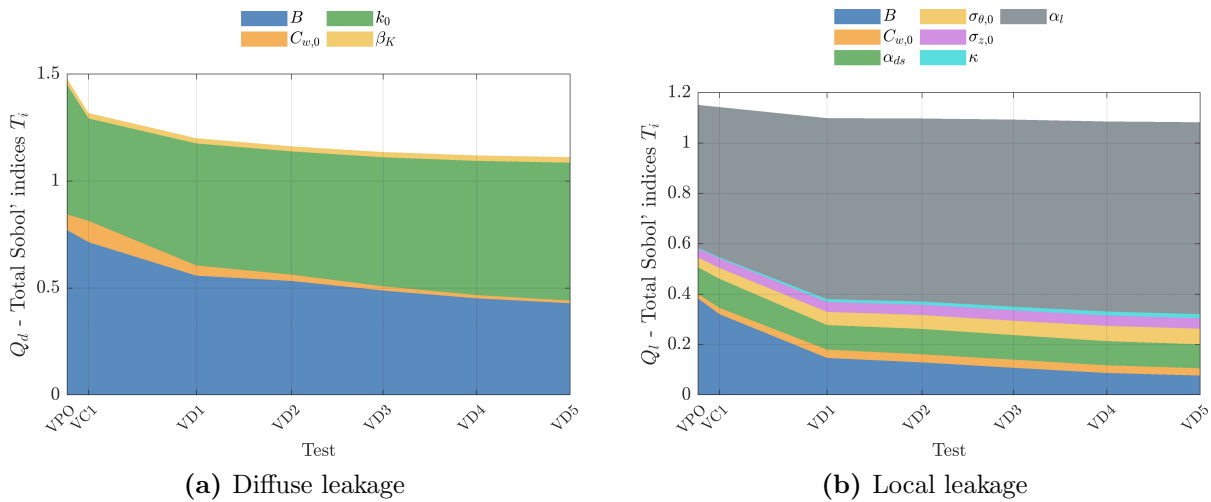 B k₀
C_{w,0} β_K
Q_d - Total Sobol' indices T_i
1.5
1
0.5
0
VPO VC1 VD1 VD2 VD3 VD4 VD5
Test
(a) Diffuse leakage
B σ_{θ,0} α_l
C_{w,0} σ_{z,0}
α_{ds} κ
Q_l - Total Sobol' indices T_i
1.2
1
0.8
0.6
0.4
0.2
0
VPO VC1 VD1 VD2 VD3 VD4 VD5
Test
(b) Local leakage